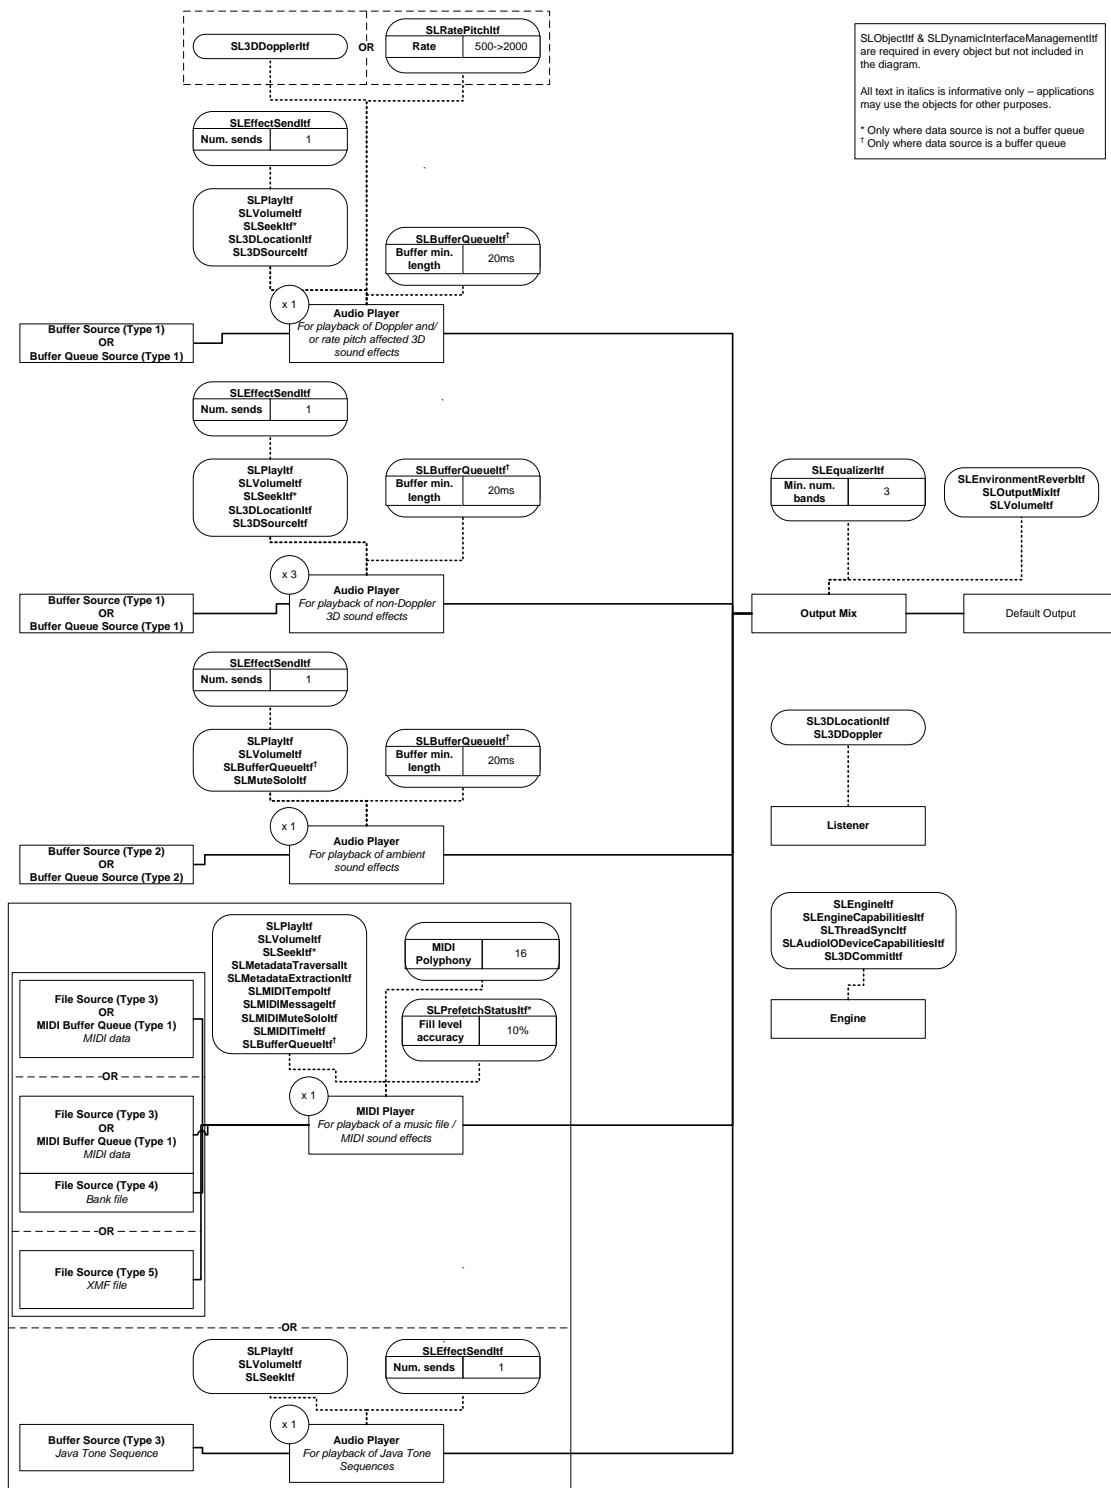 SL3DDopplerItf
OR
SLRatePitchItf
Rate 500->2000
SLObjectItf & SLDynamicInterfaceManagementItf
are required in every object but not included in
the diagram.
All text in italics is informative only – applications
may use the objects for other purposes.
* Only where data source is not a buffer queue
† Only where data source is a buffer queue
SLEffectSendItf
Num. sends 1
SLPlayItf
SLVolumeItf
SLSeekItf*
SL3DLocationItf
SL3DSourceItf
SLBufferQueueItf†
Buffer min.
length
20ms
x 1
Audio Player
For playback of Doppler and/
or rate pitch affected 3D
sound effects
Buffer Source (Type 1)
OR
Buffer Queue Source (Type 1)
SLEffectSendItf
Num. sends 1
SLPlayItf
SLVolumeItf
SLSeekItf*
SL3DLocationItf
SL3DSourceItf
SLBufferQueueItf†
Buffer min.
length
20ms
x 3
Audio Player
For playback of non-Doppler
3D sound effects
Buffer Source (Type 1)
OR
Buffer Queue Source (Type 1)
SLEqualizerItf
Min. num.
bands
3
SLEnvironmentReverbItf
SLOutputMixItf
SLVolumeItf
Output Mix
Default Output
SLEffectSendItf
Num. sends 1
SLPlayItf
SLVolumeItf
SLBufferQueueItf†
SLMuteSoloItf
SLBufferQueueItf†
Buffer min.
length
20ms
x 1
Audio Player
For playback of ambient
sound effects
Buffer Source (Type 2)
OR
Buffer Queue Source (Type 2)
SL3DLocationItf
SL3DDoppler
Listener
SLEngineItf
SLEngineCapabilitiesItf
SLThreadSyncItf
SLAudioIODeviceCapabilitiesItf
SL3DCommitItf
Engine
SLPlayItf
SLVolumeItf
SLSeekItf*
SLMetadataTraversalIt
SLMetadataExtractionItf
SLMIDITempoItf
SLMIDIMessageItf
SLMIDIMuteSoloItf
SLMIDITimeItf
SLBufferQueueItf†
MIDI
Polyphony
16
SLPrefetchStatusItf*
Fill level
accuracy
10%
x 1
MIDI Player
For playback of a music file /
MIDI sound effects
File Source (Type 3)
OR
MIDI Buffer Queue (Type 1)
MIDI data
OR
File Source (Type 3)
OR
MIDI Buffer Queue (Type 1)
MIDI data
File Source (Type 4)
Bank file
OR
File Source (Type 5)
XMF file
OR
SLPlayItf
SLVolumeItf
SLSeekItf
SLEffectSendItf
Num. sends 1
x 1
Audio Player
For playback of Java Tone
Sequences
Buffer Source (Type 3)
Java Tone Sequence